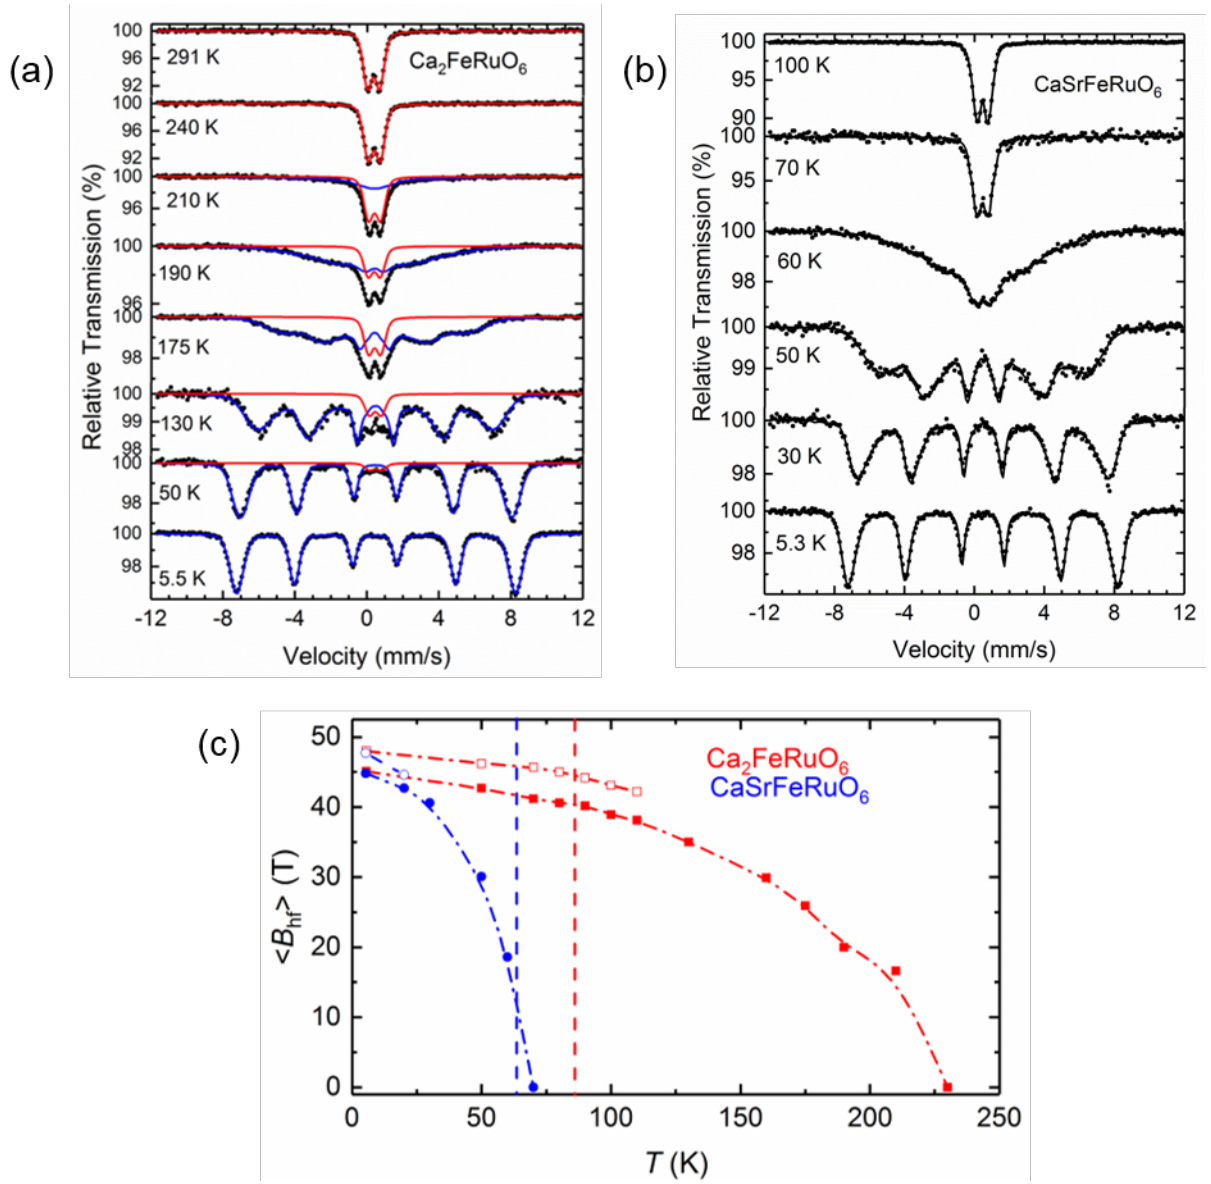 (a)
Ca₂FeRuO₆
100
96
92
291 K
100
96
92
240 K
100
96
210 K
100
96
190 K
100
98
175 K
100
99
98
130 K
100
98
50 K
100
98
5.5 K
Relative Transmission (%)
-12 -8 -4 0 4 8 12
Velocity (mm/s)
(b)
CaSrFeRuO₆
100
95
90
100 K
100
95
70 K
100
98
60 K
100
99
50 K
100
98
30 K
100
98
5.3 K
Relative Transmission (%)
-12 -8 -4 0 4 8 12
Velocity (mm/s)
(c)
Ca₂FeRuO₆
CaSrFeRuO₆
50
40
30
20
10
0
<B_hf> (T)
0 50 100 150 200 250
T (K)